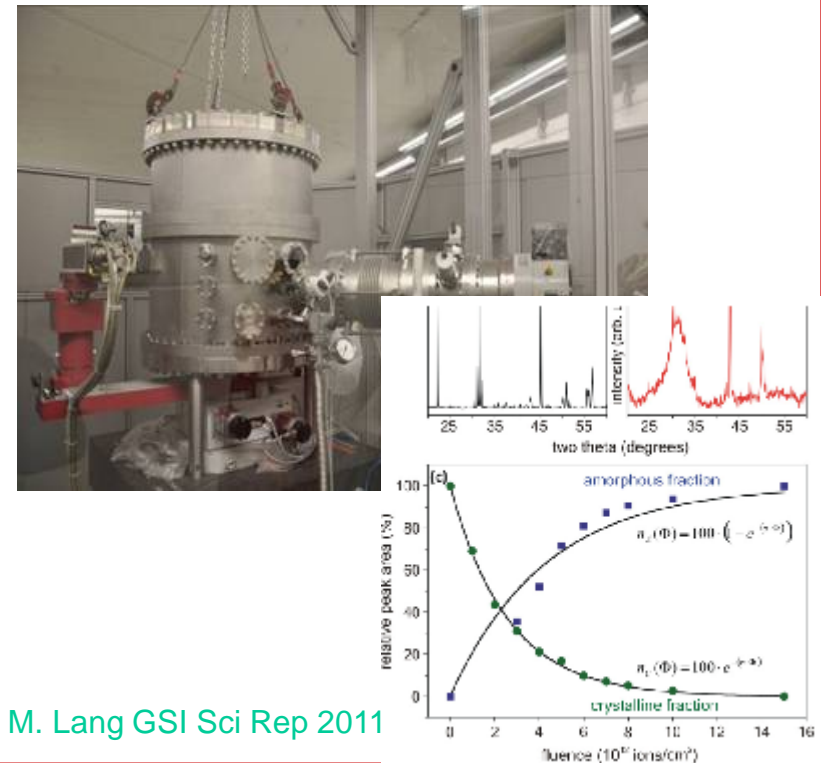 intensity (arb.
25 35 45 55
25 35 45 55
two theta (degrees)
(c)
amorphous fraction
100
80
60
40
20
0
relative peak area (%)
crystalline fraction
0 2 4 6 8 10 12 14 16
fluence (10 ions/cm²)
M. Lang GSI Sci Rep 2011